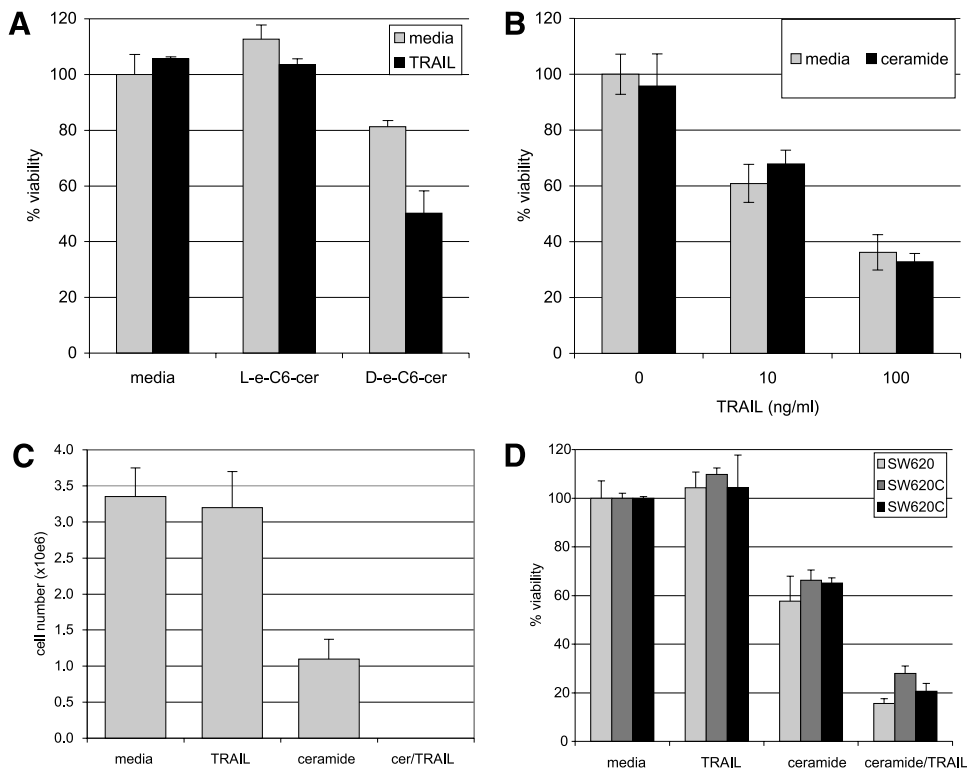 A
120
100
80
60
40
20
0
% viability
media
TRAIL
media
L-e-C6-cer
D-e-C6-cer
B
120
100
80
60
40
20
0
% viability
media
ceramide
0
10
100
TRAIL (ng/ml)
C
4.0
3.5
3.0
2.5
2.0
1.5
1.0
0.5
0.0
cell number (x10e6)
media
TRAIL
ceramide
cer/TRAIL
D
120
100
80
60
40
20
0
% viability
SW620
SW620C
SW620C
media
TRAIL
ceramide
ceramide/TRAIL